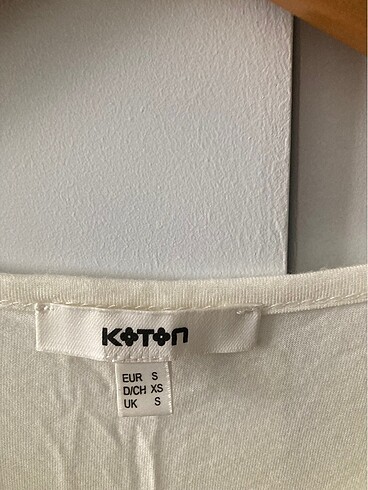 KOTON
EUR S
D/CH XS
UK S